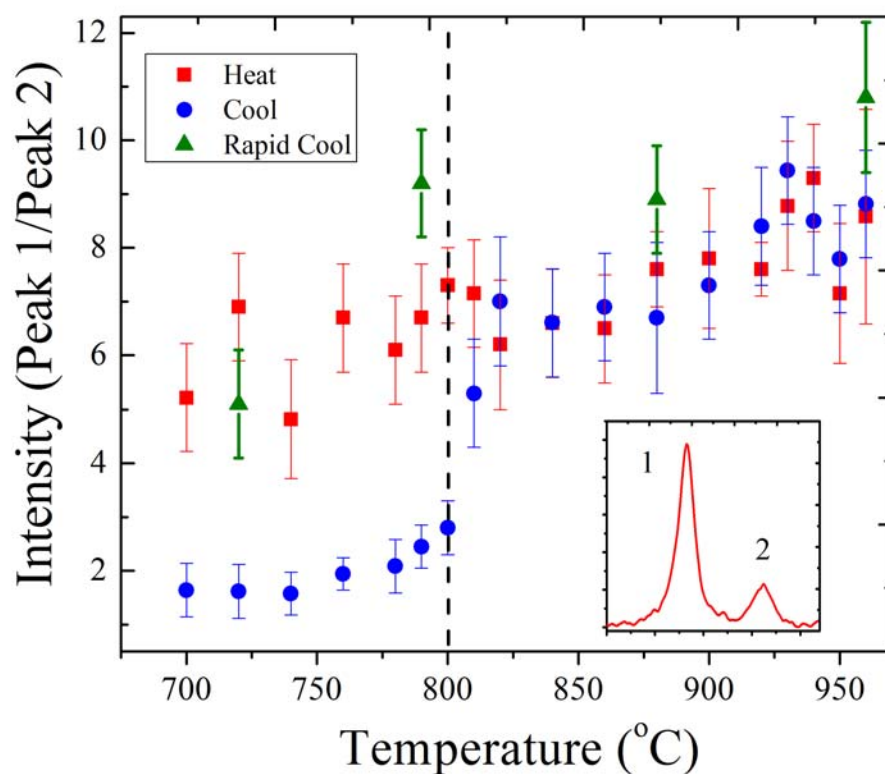 Intensity (Peak 1/Peak 2)
12
10
8
6
4
2
Heat
Cool
Rapid Cool
1
2
700
750
800
850
900
950
Temperature (°C)